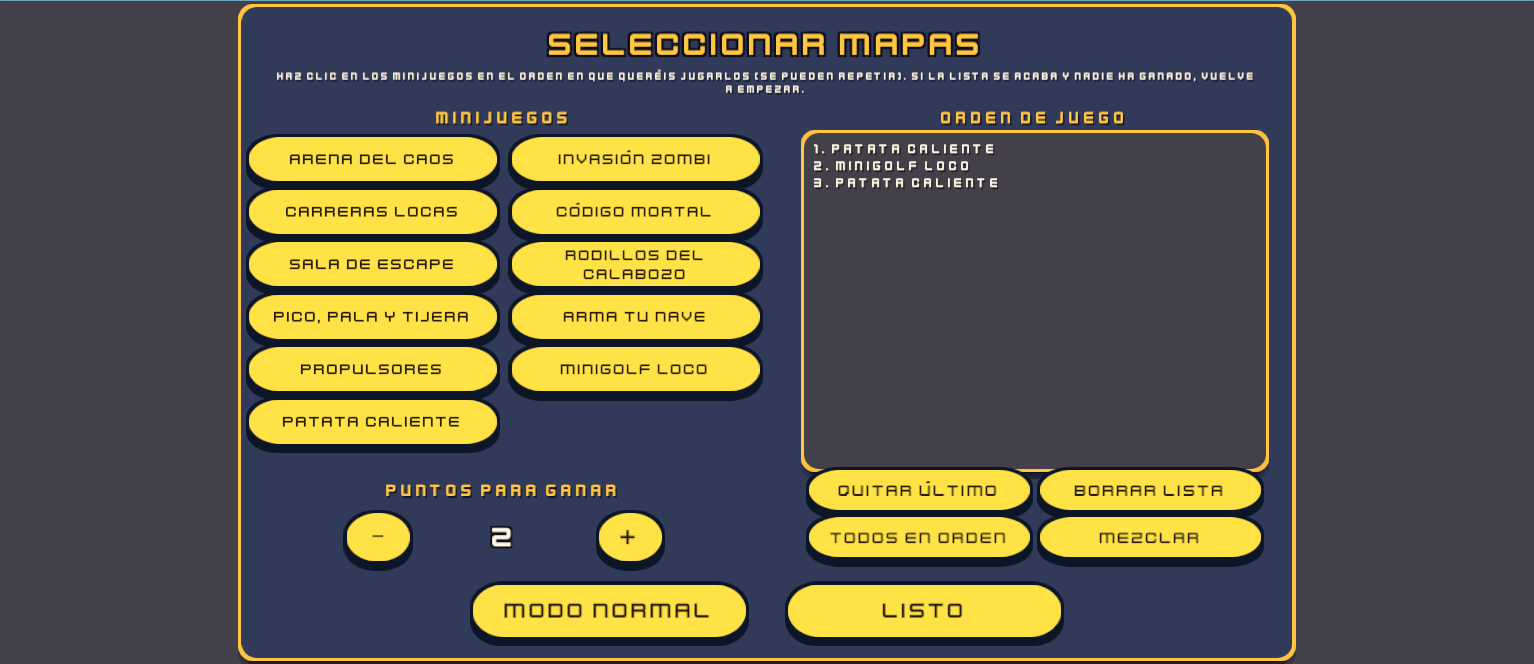 SELECCIONAR MAPAS
HAZ CLIC EN LOS MINIJUEGOS EN EL ORDEN EN QUE QUERÉIS JUGARLOS (SE PUEDEN REPETIR). SI LA LISTA SE ACABA Y NADIE HA GANADO, VUELVE
A EMPEZAR.
MINIJUEGOS
ARENA DEL CAOS
INVASIÓN ZOMBI
CARRERAS LOCAS
CÓDIGO MORTAL
SALA DE ESCAPE
RODILLOS DEL
CALABOZO
PICO, PALA Y TIJERA
ARMA TU NAVE
PROPULSORES
MINIGOLF LOCO
PATATA CALIENTE
ORDEN DE JUEGO
1. PATATA CALIENTE
2. MINIGOLF LOCO
3. PATATA CALIENTE
QUITAR ÚLTIMO
BORRAR LISTA
TODOS EN ORDEN
MEZCLAR
PUNTOS PARA GANAR
- 2 +
MODO NORMAL
LISTO